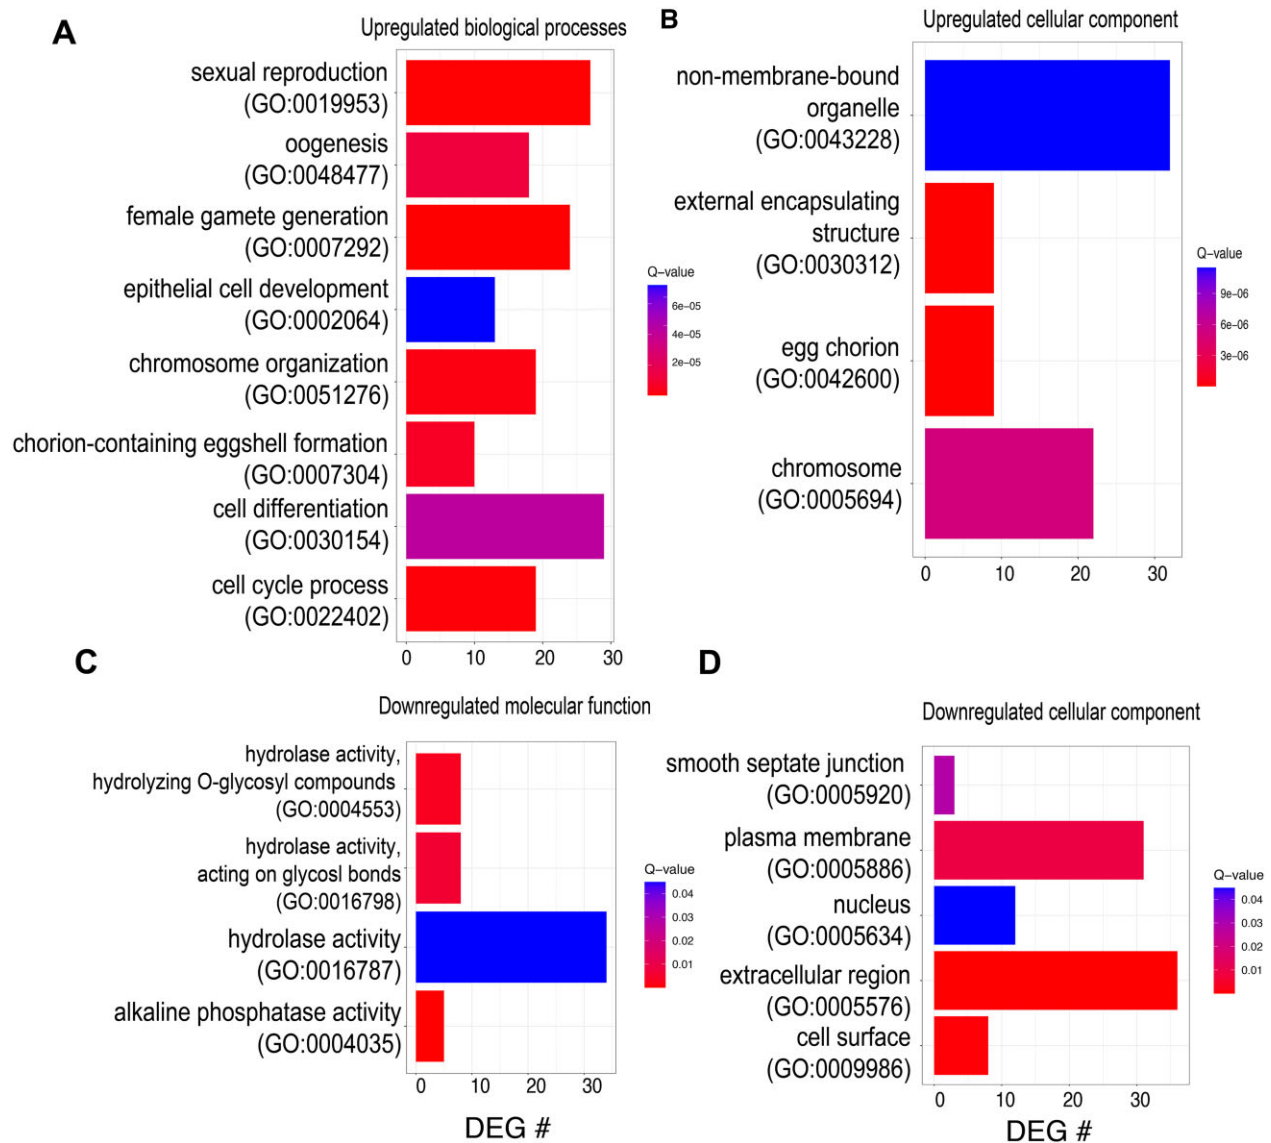 A
Upregulated biological processes
sexual reproduction
(GO:0019953)
oogenesis
(GO:0048477)
female gamete generation
(GO:0007292)
epithelial cell development
(GO:0002064)
chromosome organization
(GO:0051276)
chorion-containing eggshell formation
(GO:0007304)
cell differentiation
(GO:0030154)
cell cycle process
(GO:0022402)
0 10 20 30
Q-value
6e-05
4e-05
2e-05
B
Upregulated cellular component
non-membrane-bound
organelle
(GO:0043228)
external encapsulating
structure
(GO:0030312)
egg chorion
(GO:0042600)
chromosome
(GO:0005694)
0 10 20 30
Q-value
9e-06
6e-06
3e-06
C
Downregulated molecular function
hydrolase activity,
hydrolyzing O-glycosyl compounds
(GO:0004553)
hydrolase activity,
acting on glycosl bonds
(GO:0016798)
hydrolase activity
(GO:0016787)
alkaline phosphatase activity
(GO:0004035)
0 10 20 30
DEG #
Q-value
0.04
0.03
0.02
0.01
D
Downregulated cellular component
smooth septate junction
(GO:0005920)
plasma membrane
(GO:0005886)
nucleus
(GO:0005634)
extracellular region
(GO:0005576)
cell surface
(GO:0009986)
0 10 20 30
DEG #
Q-value
0.04
0.03
0.02
0.01